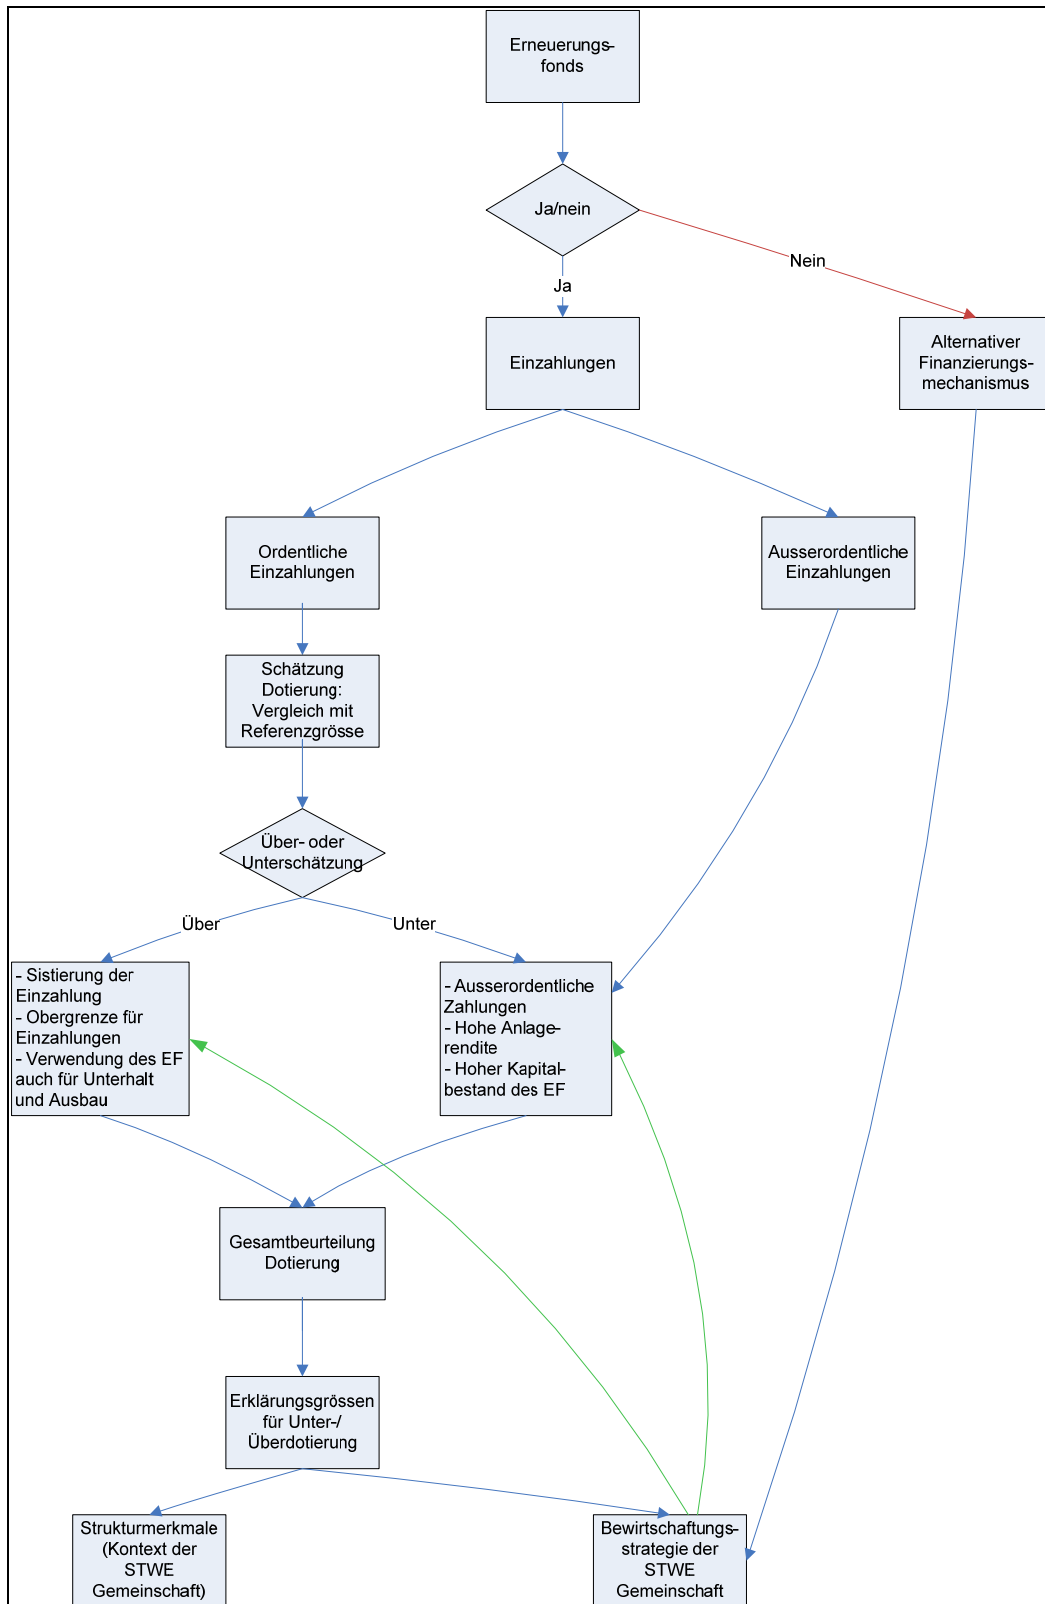 Erneuerungs-
fonds
Ja/nein
Nein
Ja
Einzahlungen
Alternativer
Finanzierungs-
mechanismus
Ordentliche
Einzahlungen
Ausserordentliche
Einzahlungen
Schätzung
Dotierung:
Vergleich mit
Referenzgrösse
Über- oder
Unterschätzung
Über
Unter
- Sistierung der
Einzahlung
- Obergrenze für
Einzahlungen
- Verwendung des EF
auch für Unterhalt
und Ausbau
- Ausserordentliche
Zahlungen
- Hohe Anlage-
rendite
- Hoher Kapital-
bestand des EF
Gesamtbeurteilung
Dotierung
Erklärungsgrössen
für Unter-/
Überdotierung
Strukturmerkmale
(Kontext der
STWE
Gemeinschaft)
Bewirtschaftungs-
strategie der
STWE
Gemeinschaft